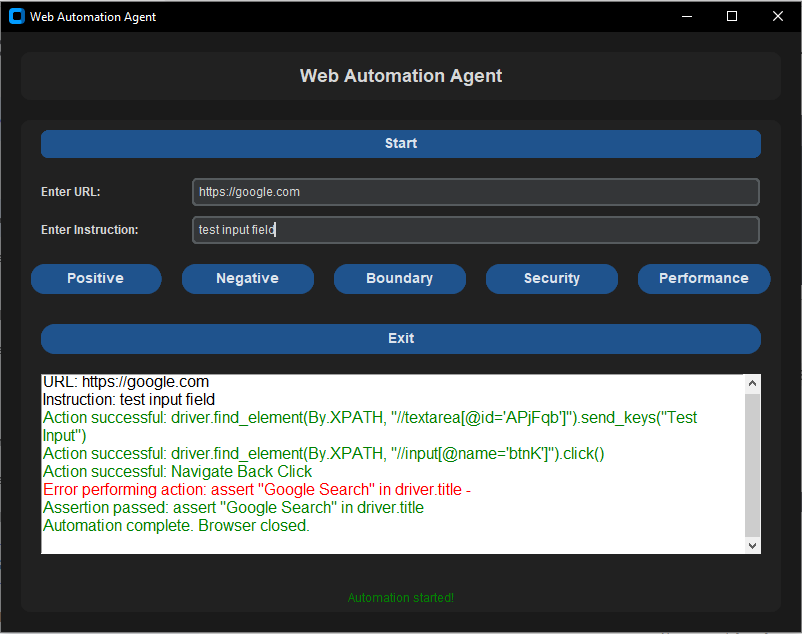 Web Automation Agent
Web Automation Agent
Start
Enter URL: https://google.com
Enter Instruction: test input field
Positive Negative Boundary Security Performance
Exit
URL: https://google.com
Instruction: test input field
Action successful: driver.find_element(By.XPATH, "//textarea[@id='APjFqb']").send_keys("Test
Input")
Action successful: driver.find_element(By.XPATH, "//input[@name='btnK']").click()
Action successful: Navigate Back Click
Error performing action: assert "Google Search" in driver.title -
Assertion passed: assert "Google Search" in driver.title
Automation complete. Browser closed.
Automation started!